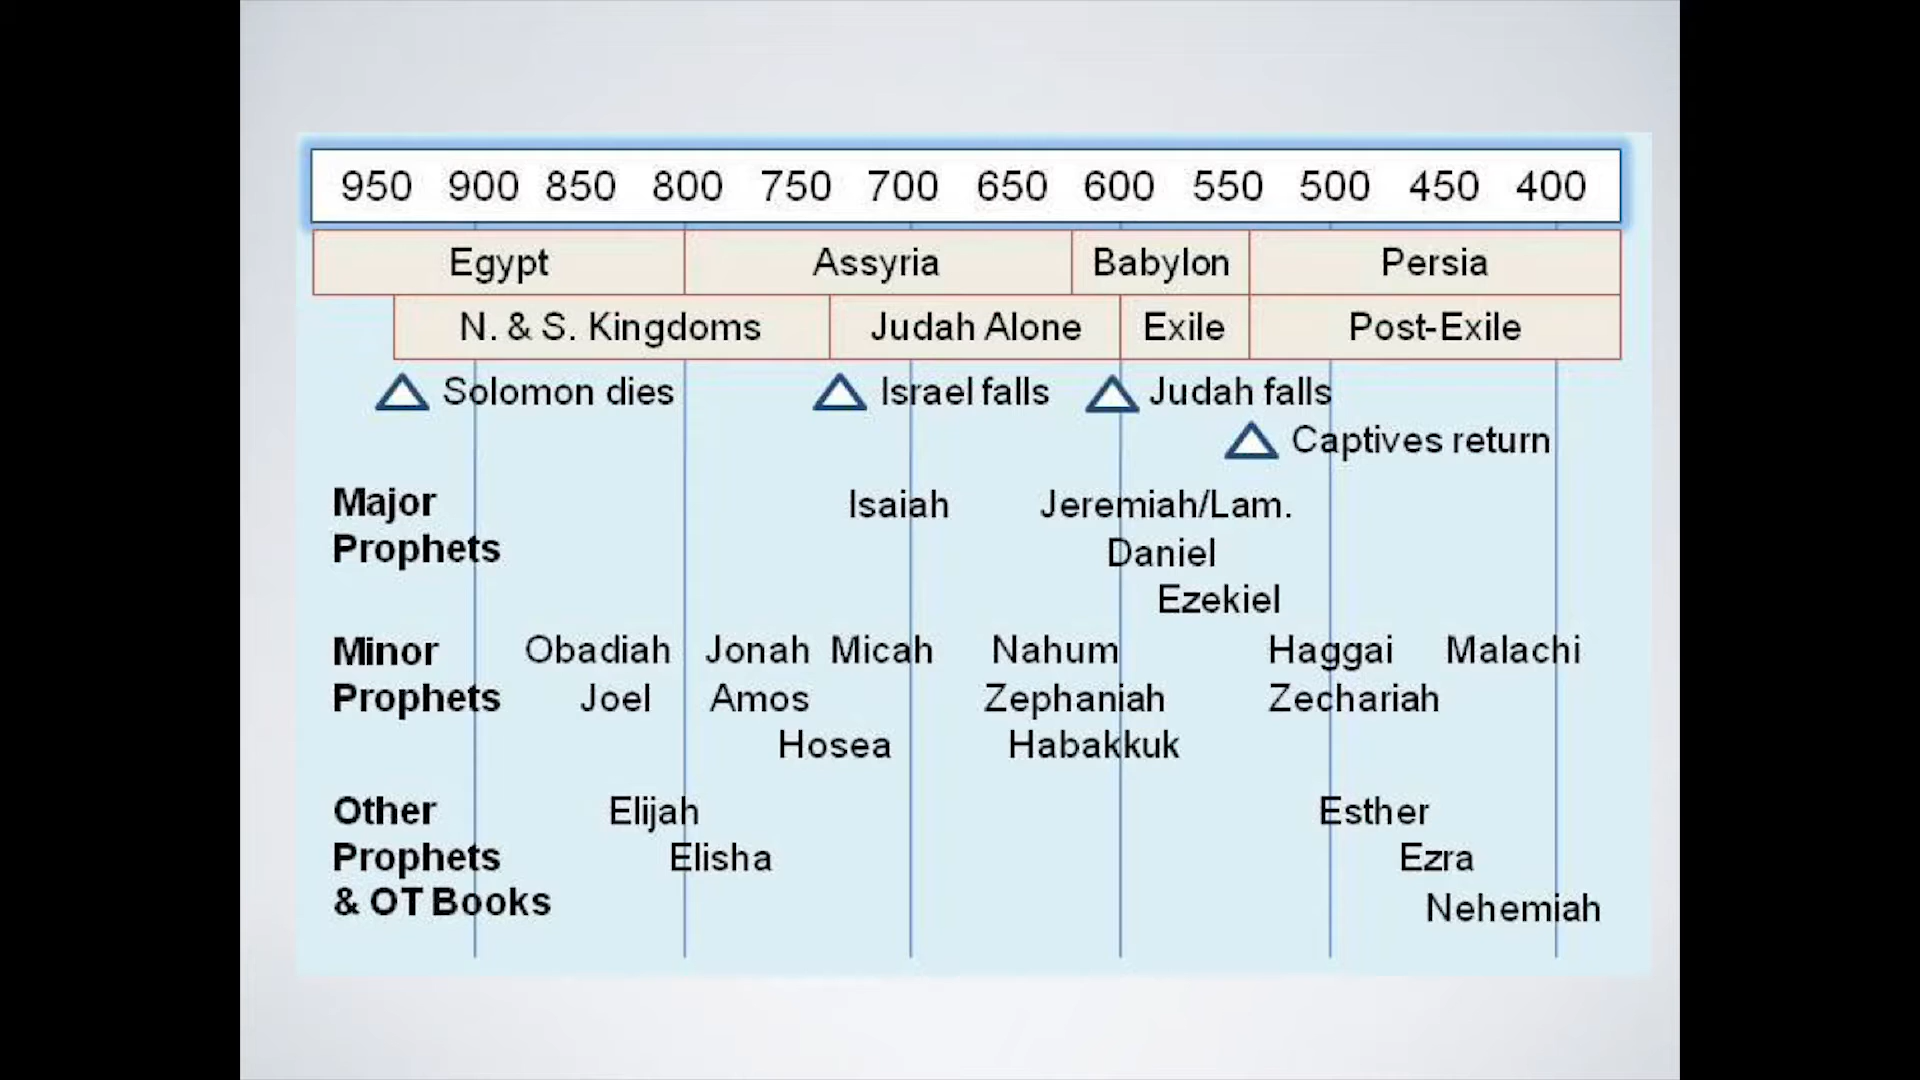 950 900 850 800 750 700 650 600 550 500 450 400
Egypt Assyria Babylon Persia
N. & S. Kingdoms Judah Alone Exile Post-Exile
Solomon dies Israel falls Judah falls
Captives return
Major Isaiah Jeremiah/Lam.
Prophets Daniel
Ezekiel
Minor Obadiah Jonah Micah Nahum Haggai Malachi
Prophets Joel Amos Zephaniah Zechariah
Hosea Habakkuk
Other Elijah Esther
Prophets Elisha Ezra
& OT Books Nehemiah